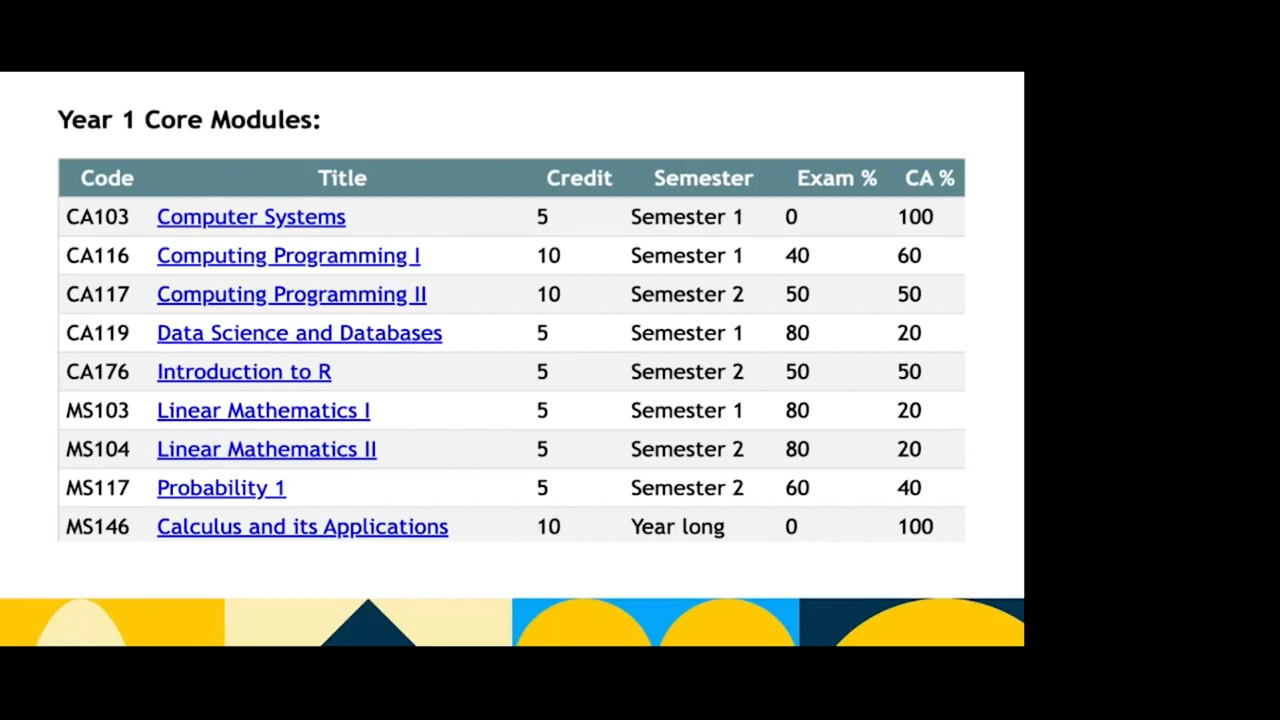 Year 1 Core Modules:
Code Title Credit Semester Exam % CA %
CA103 Computer Systems 5 Semester 1 0 100
CA116 Computing Programming I 10 Semester 1 40 60
CA117 Computing Programming II 10 Semester 2 50 50
CA119 Data Science and Databases 5 Semester 1 80 20
CA176 Introduction to R 5 Semester 2 50 50
MS103 Linear Mathematics I 5 Semester 1 80 20
MS104 Linear Mathematics II 5 Semester 2 80 20
MS117 Probability 1 5 Semester 2 60 40
MS146 Calculus and its Applications 10 Year long 0 100